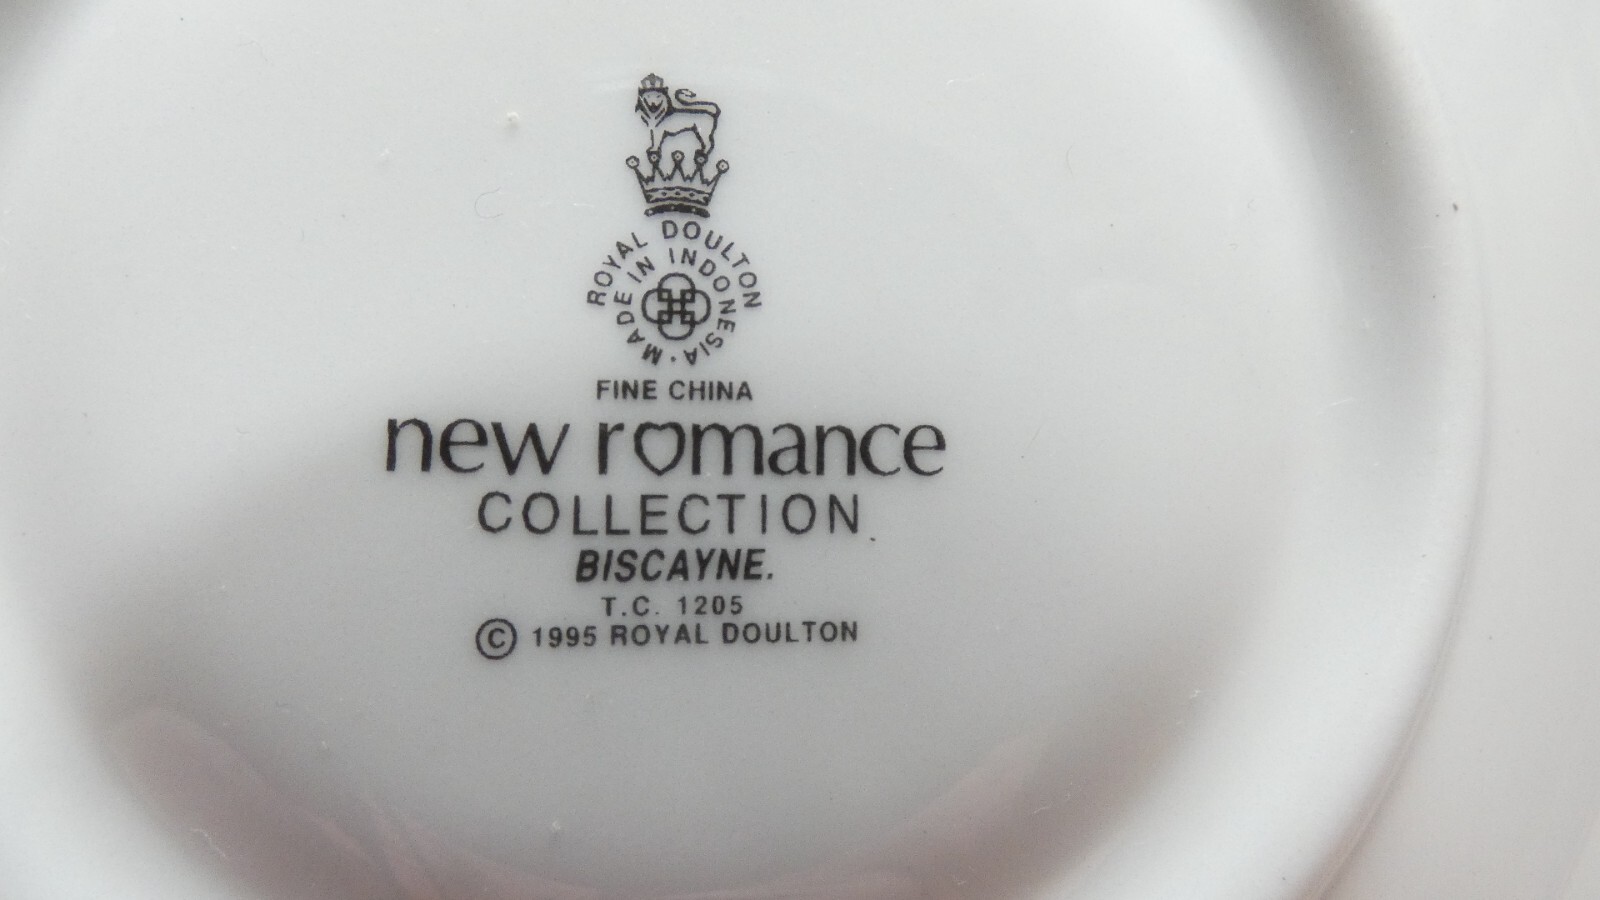 ROYAL DOULTON
MADE IN INDONESIA
FINE CHINA
new romance
COLLECTION
BISCAYNE.
T.C. 1205
© 1995 ROYAL DOULTON